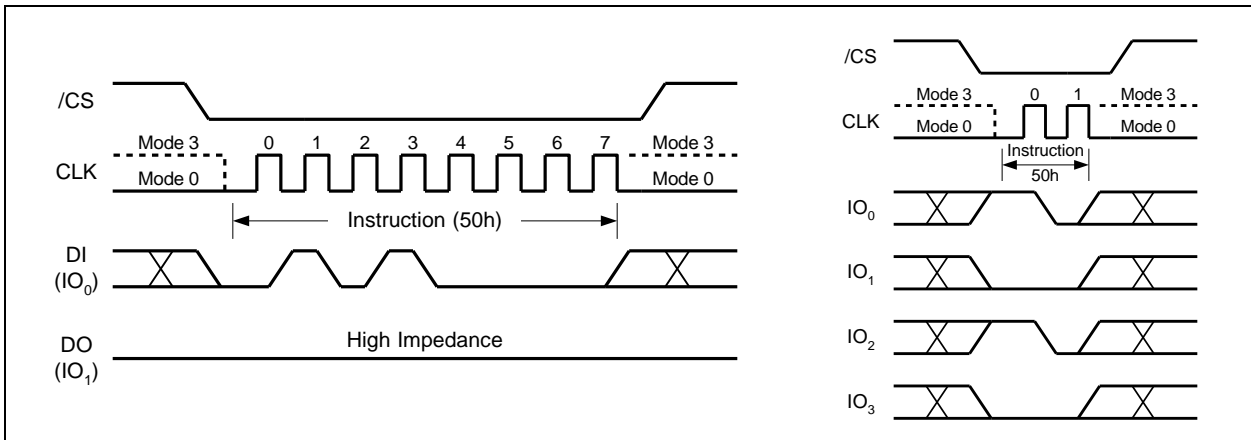 /CS
Mode 3 0 1 2 3 4 5 6 7 Mode 3
CLK Mode 0 Mode 0
Instruction (50h)
DI
(IO0)
DO High Impedance
(IO1)
/CS
Mode 3 0 1 Mode 3
CLK Mode 0 Mode 0
Instruction
50h
IO0
IO1
IO2
IO3